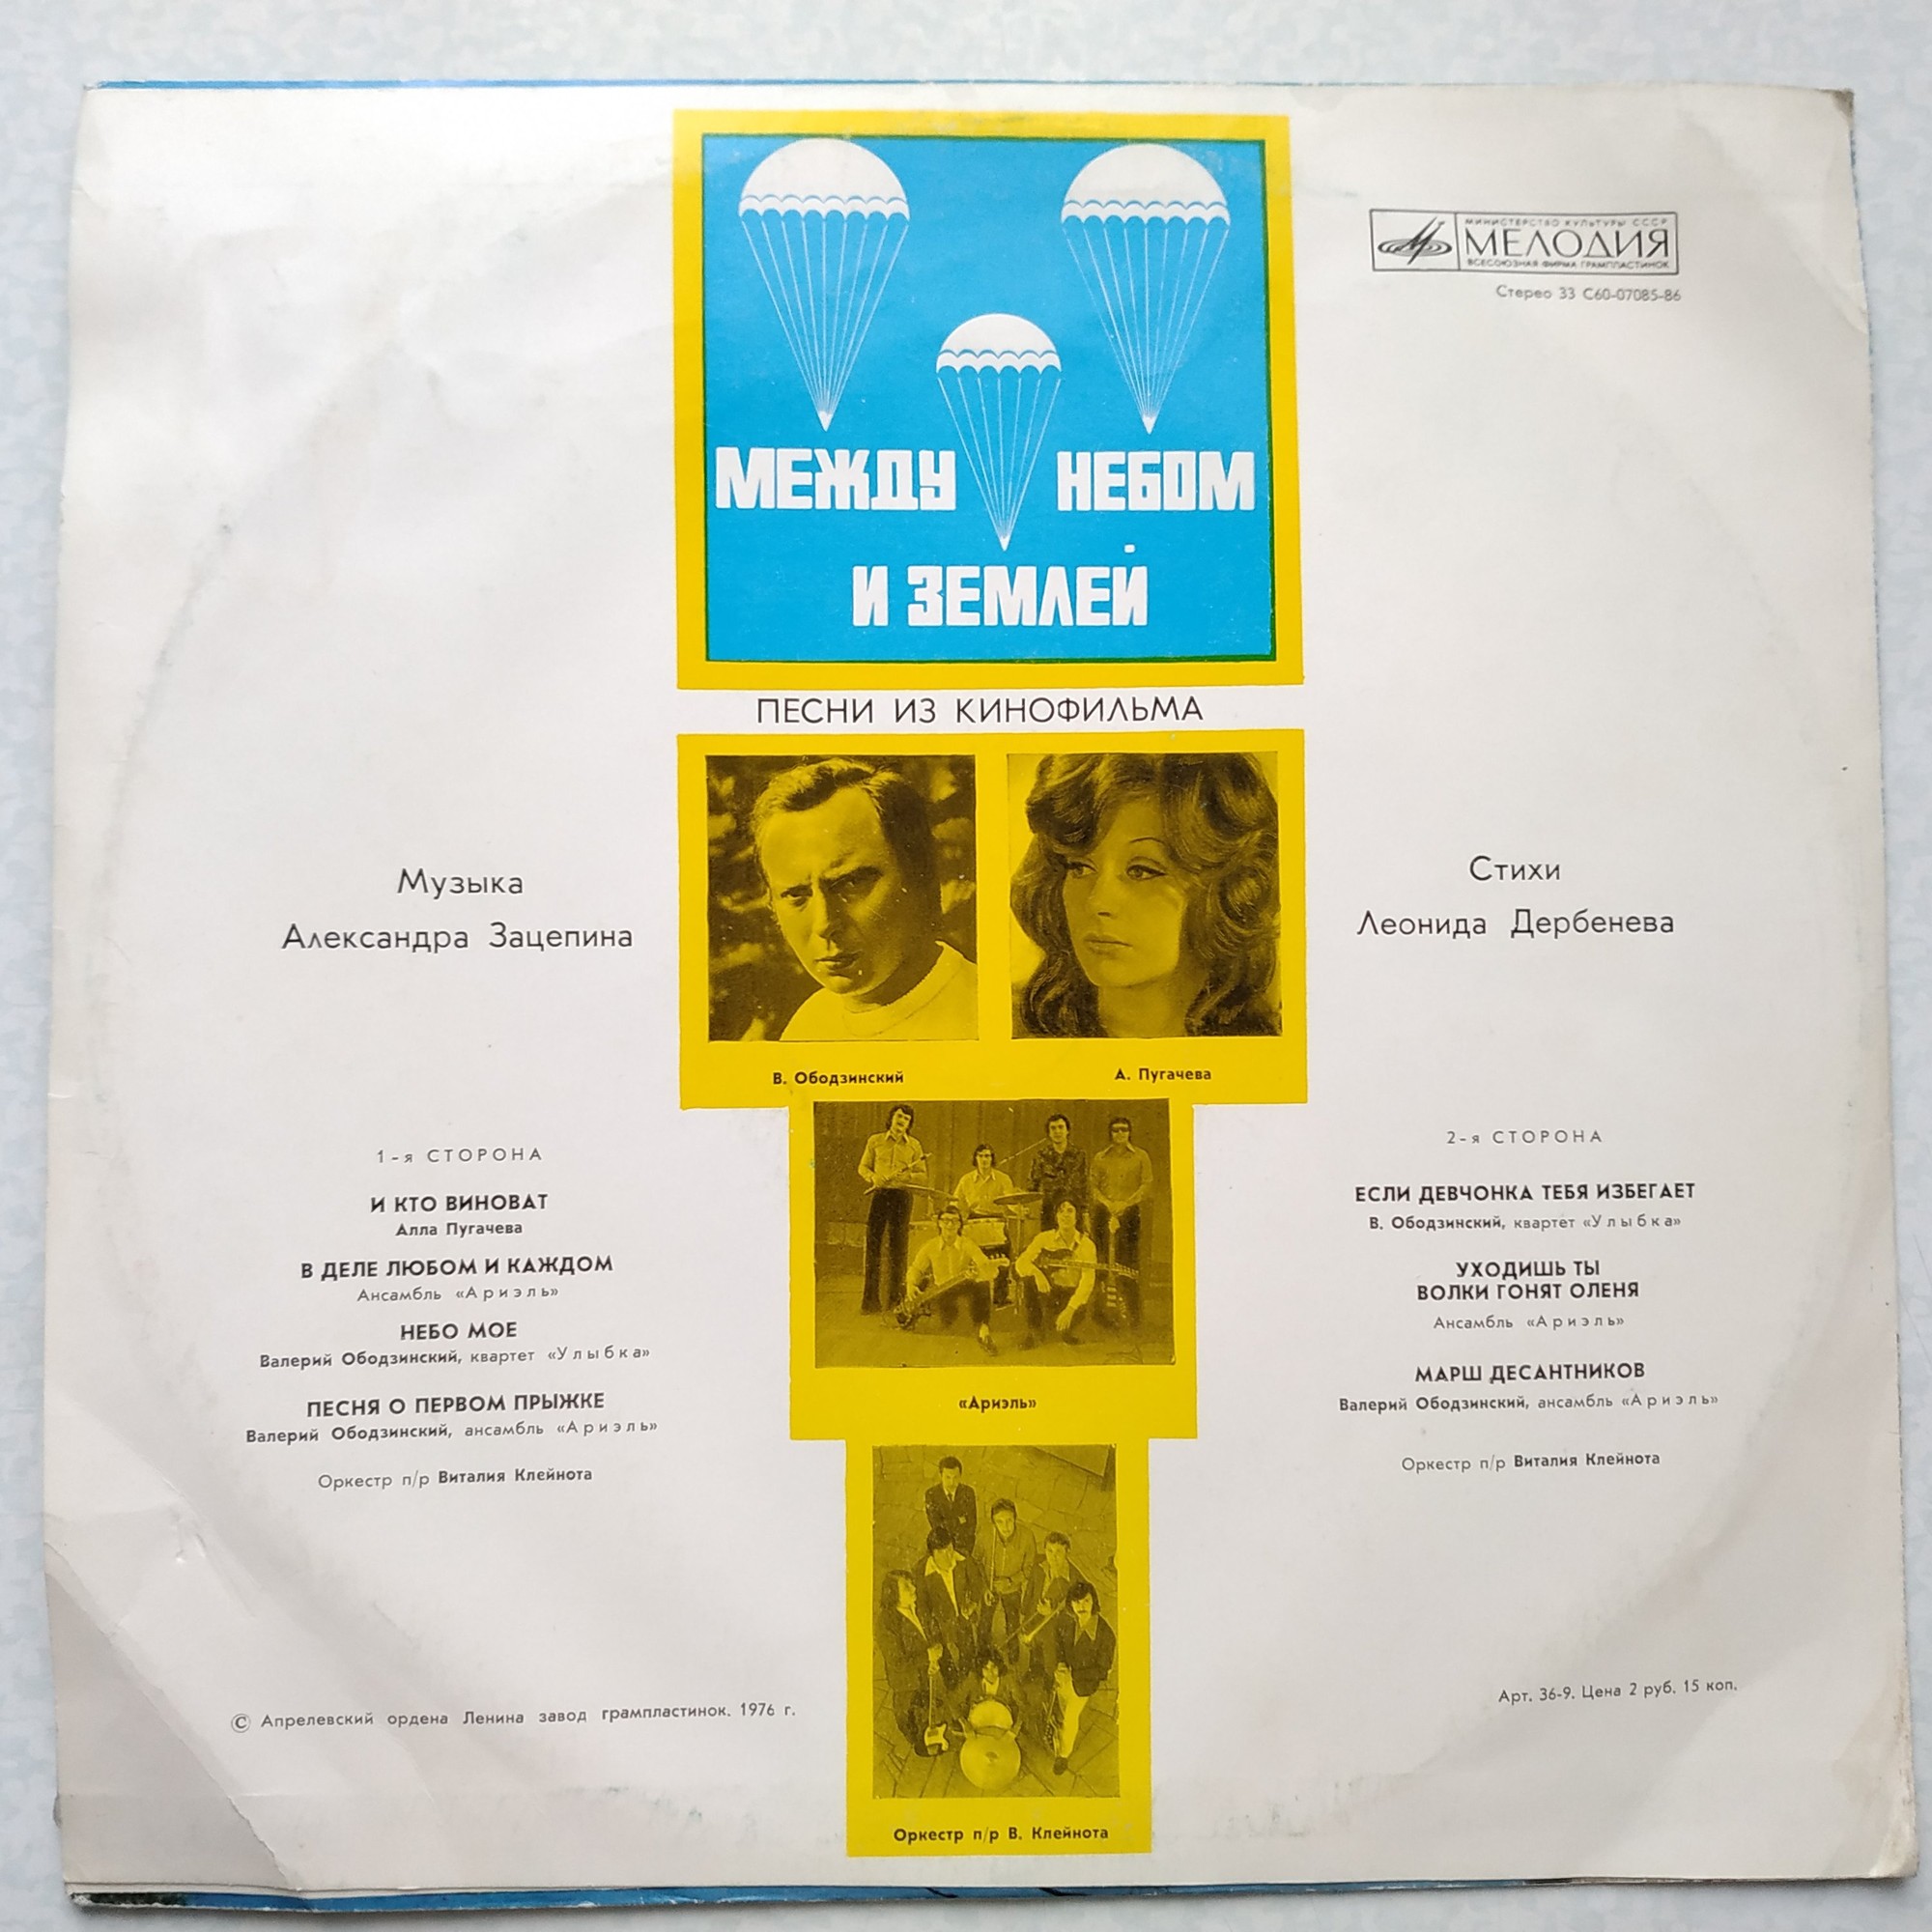 МИНИСТЕРСТВО КУЛЬТУРЫ СССР
МЕЛОДИЯ
ВСЕСОЮЗНАЯ ФИРМА ГРАМПЛАСТИНОК
Стерео 33 С60-07085-86
МЕЖДУ НЕБОМ
И ЗЕМЛЕЙ
ПЕСНИ ИЗ КИНОФИЛЬМА
Музыка
Александра Зацепина
Стихи
Леонида Дербенева
В. Ободзинский
А. Пугачева
1-я СТОРОНА
И КТО ВИНОВАТ
Алла Пугачева
В ДЕЛЕ ЛЮБОМ И КАЖДОМ
Ансамбль «Ариэль»
НЕБО МОЕ
Валерий Ободзинский, квартет «Улыбка»
ПЕСНЯ О ПЕРВОМ ПРЫЖКЕ
Валерий Ободзинский, ансамбль «Ариэль»
Оркестр п/р Виталия Клейнота
2-я СТОРОНА
ЕСЛИ ДЕВЧОНКА ТЕБЯ ИЗБЕГАЕТ
В. Ободзинский, квартет «Улыбка»
УХОДИШЬ ТЫ
ВОЛКИ ГОНЯТ ОЛЕНЯ
Ансамбль «Ариэль»
МАРШ ДЕСАНТНИКОВ
Валерий Ободзинский, ансамбль «Ариэль»
Оркестр п/р Виталия Клейнота
«Ариэль»
© Апрелевский ордена Ленина завод грампластинок. 1976 г.
Арт. 36-9. Цена 2 руб. 15 коп.
Оркестр п/р В. Клейнота